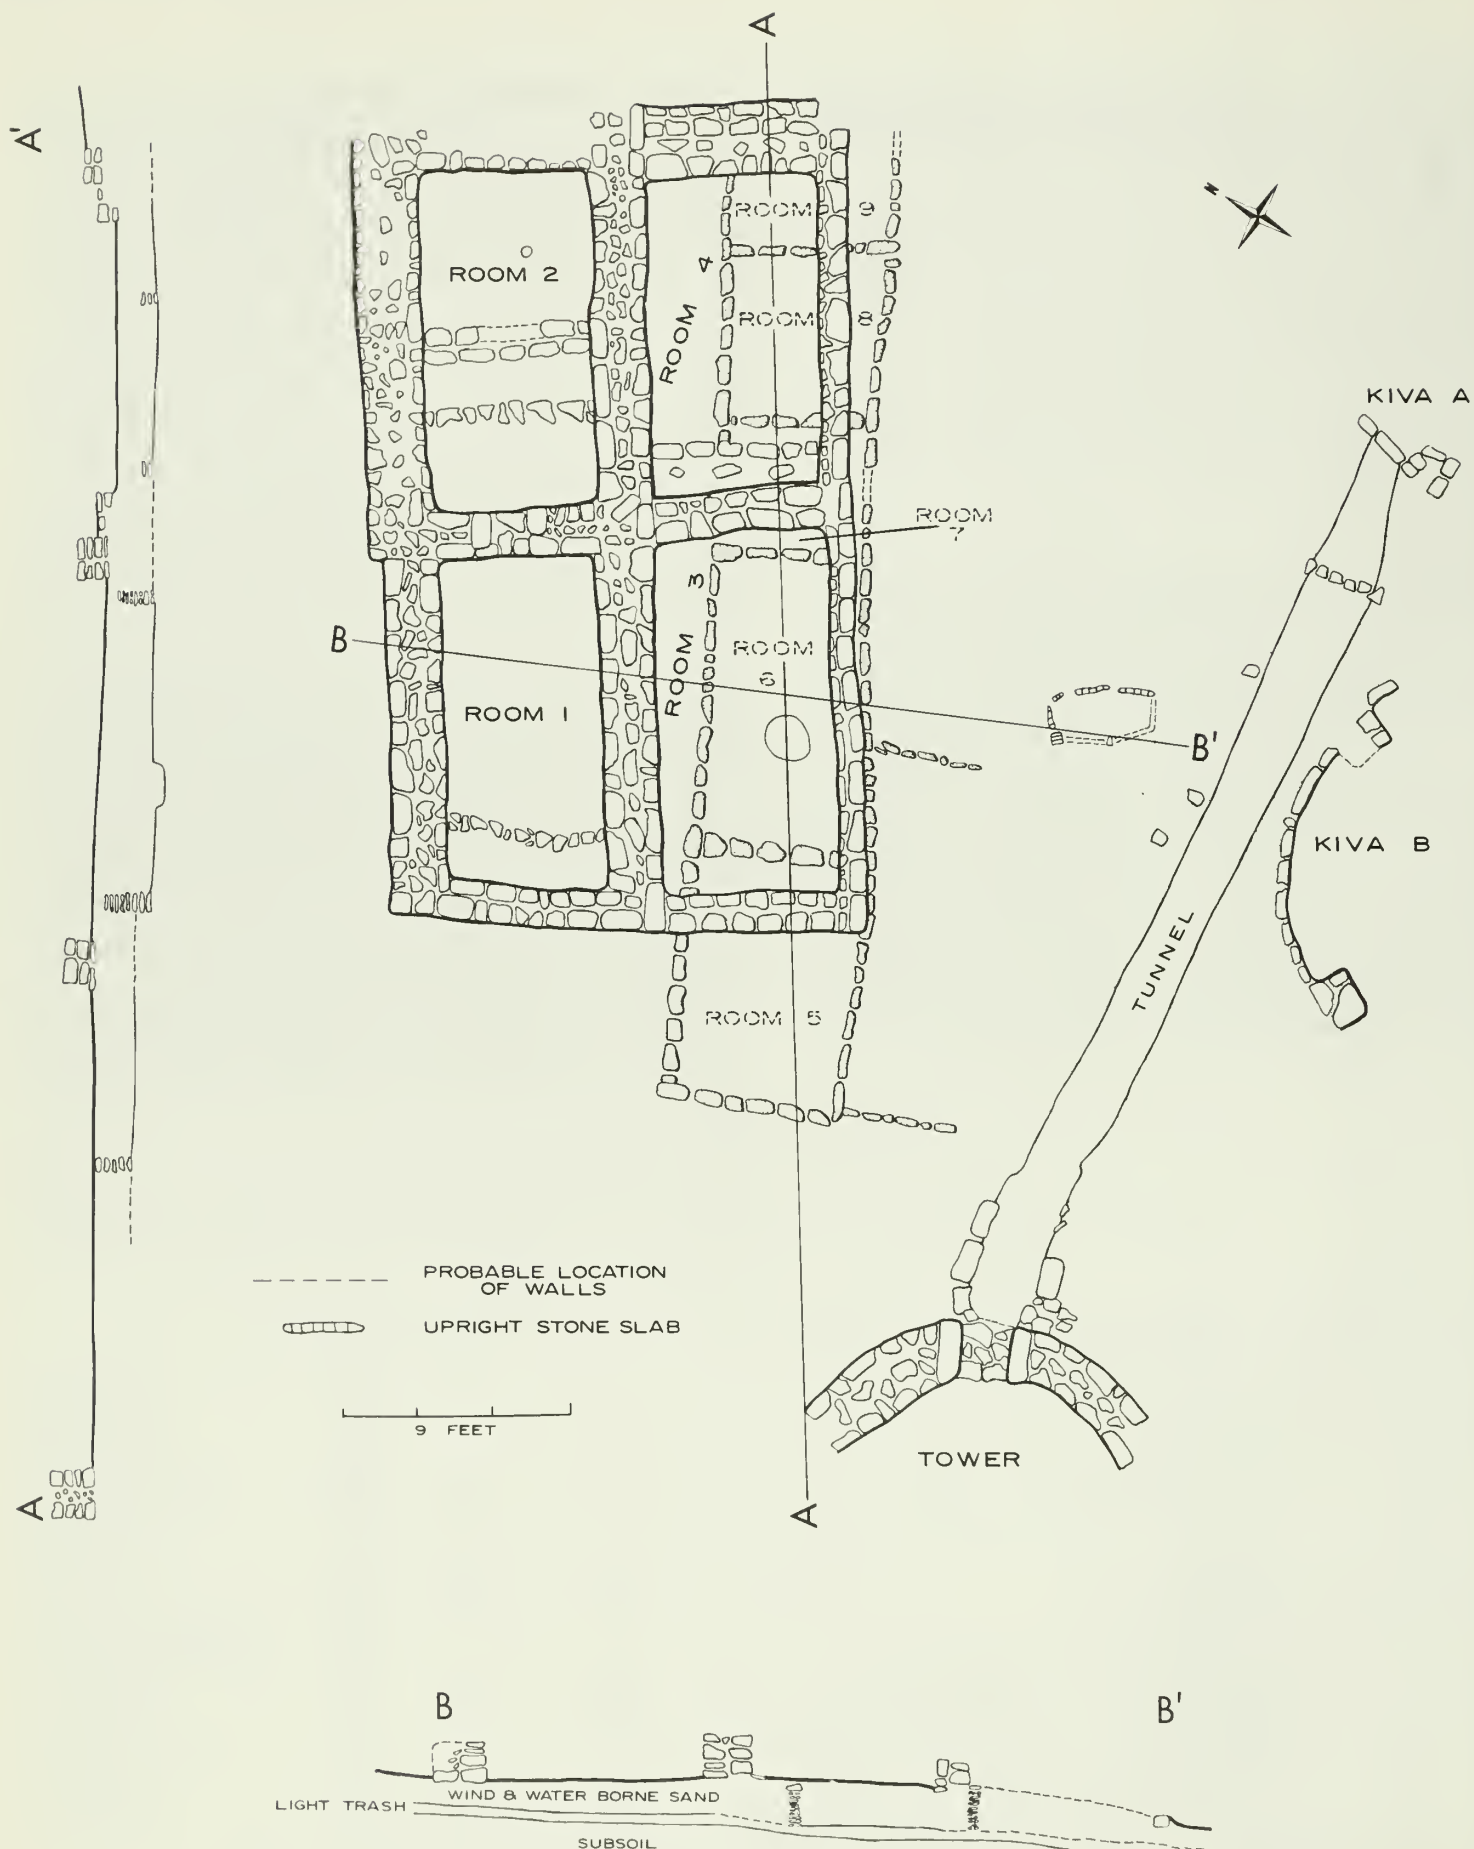 A
A'
N
ROOM 9
ROOM 2
ROOM 4
ROOM 8
KIVA A
ROOM
7
ROOM 3
B
ROOM
6
ROOM 1
B'
KIVA B
TUNNEL
ROOM 5
PROBABLE LOCATION
OF WALLS
UPRIGHT STONE SLAB
9 FEET
TOWER
A
A
B
B'
WIND & WATER BORNE SAND
LIGHT TRASH
SUBSOIL